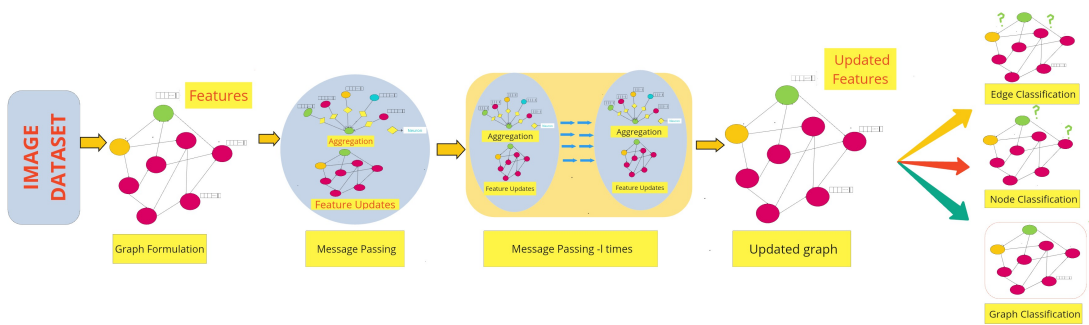 IMAGE
DATASET
Features
Graph Formulation
Aggregation
Feature Updates
Message Passing
Aggregation
Feature Updates
Aggregation
Feature Updates
Message Passing -l times
Updated
Features
Updated graph
?
?
Edge Classification
?
?
Node Classification
Graph Classification